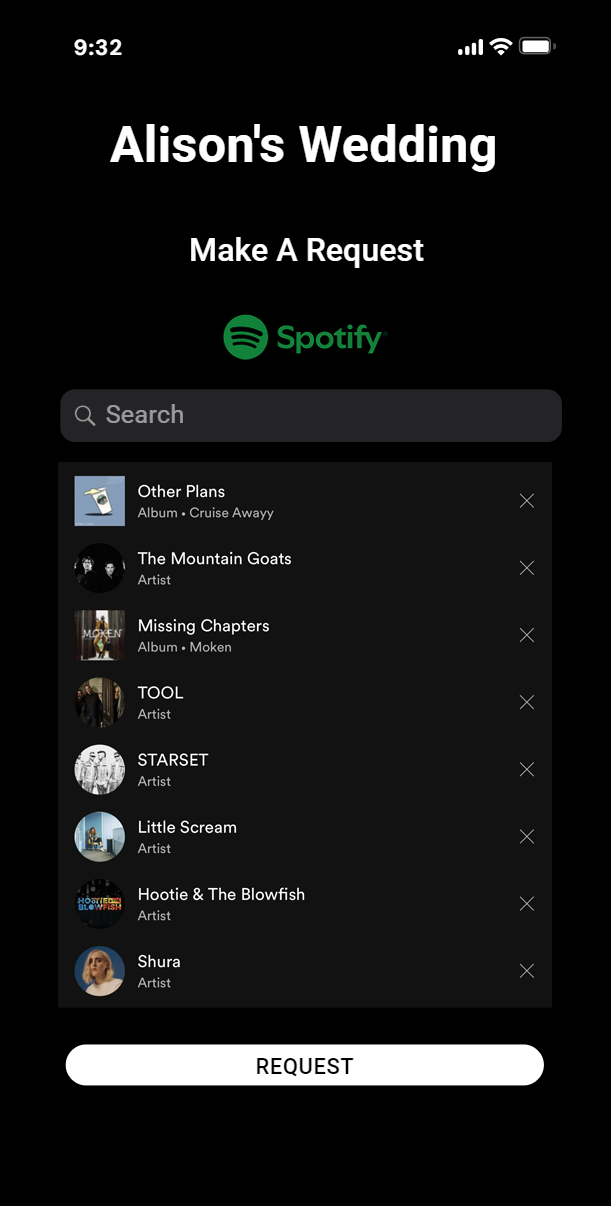 9:32
Alison's Wedding
Make A Request
Spotify
Search
Other Plans
Album • Cruise Awayy
The Mountain Goats
Artist
MOKEN
Missing Chapters
Album • Moken
TOOL
Artist
STARSET
Artist
Little Scream
Artist
HOOTIE
BLOWFISH
Hootie & The Blowfish
Artist
Shura
Artist
REQUEST